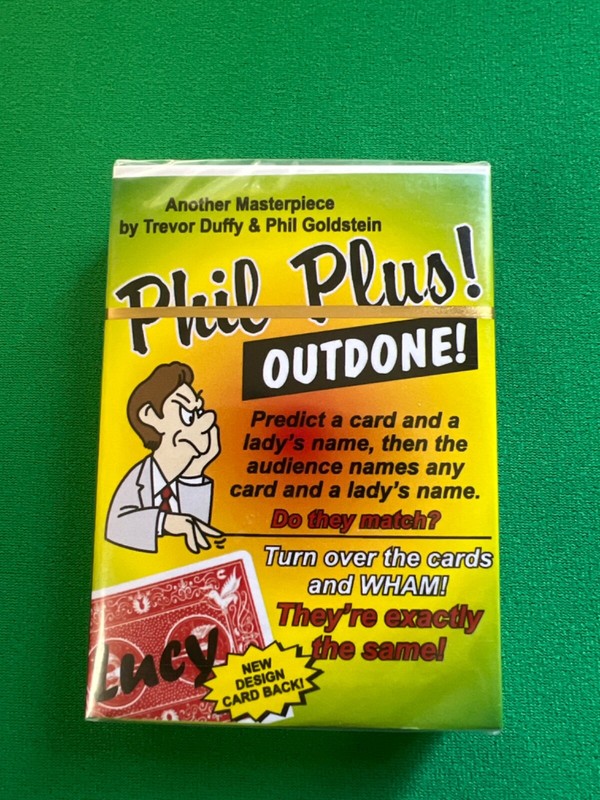 Another Masterpiece
by Trevor Duffy & Phil Goldstein
Phil Plus!
OUTDONE!
Predict a card and a
lady's name, then the
audience names any
card and a lady's name.
Do they match?
Turn over the cards
and WHAM!
They're exactly
the same!
Lucy
NEW
DESIGN
CARD BACK!